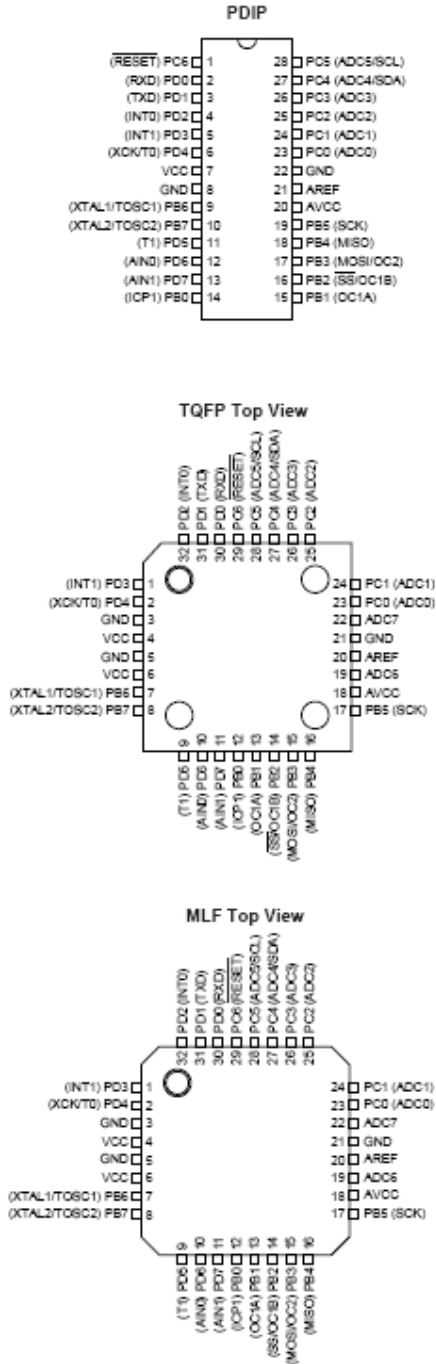 PDIP
(RESET) PC6 1 28 PC5 (ADC5/SCL)
(RXD) PD0 2 27 PC4 (ADC4/SDA)
(TXD) PD1 3 26 PC3 (ADC3)
(INT0) PD2 4 25 PC2 (ADC2)
(INT1) PD3 5 24 PC1 (ADC1)
(XCK/T0) PD4 6 23 PC0 (ADC0)
VCC 7 22 GND
GND 8 21 AREF
(XTAL1/TOSC1) PB6 9 20 AVCC
(XTAL2/TOSC2) PB7 10 19 PB5 (SCK)
(T1) PD5 11 18 PB4 (MISO)
(AIN0) PD6 12 17 PB3 (MOSI/OC2)
(AIN1) PD7 13 16 PB2 (SS/OC1B)
(ICP1) PB0 14 15 PB1 (OC1A)
TQFP Top View
32 PD2 (INT0)
31 PD1 (TXD)
30 PD0 (RXD)
29 PC6 (RESET)
28 PC5 (ADC5/SCL)
27 PC4 (ADC4/SDA)
26 PC3 (ADC3)
25 PC2 (ADC2)
(INT1) PD3 1 24 PC1 (ADC1)
(XCK/T0) PD4 2 23 PC0 (ADC0)
GND 3 22 ADC7
VCC 4 21 GND
GND 5 20 AREF
VCC 6 19 ADC6
(XTAL1/TOSC1) PB6 7 18 AVCC
(XTAL2/TOSC2) PB7 8 17 PB5 (SCK)
(T1) PD5 9
(AIN0) PD6 10
(AIN1) PD7 11
(ICP1) PB0 12
(OC1A) PB1 13
(SS/OC1B) PB2 14
(MOSI/OC2) PB3 15
(MISO) PB4 16
MLF Top View
32 PD2 (INT0)
31 PD1 (TXD)
30 PD0 (RXD)
29 PC6 (RESET)
28 PC5 (ADC5/SCL)
27 PC4 (ADC4/SDA)
26 PC3 (ADC3)
25 PC2 (ADC2)
(INT1) PD3 1 24 PC1 (ADC1)
(XCK/T0) PD4 2 23 PC0 (ADC0)
GND 3 22 ADC7
VCC 4 21 GND
GND 5 20 AREF
VCC 6 19 ADC6
(XTAL1/TOSC1) PB6 7 18 AVCC
(XTAL2/TOSC2) PB7 8 17 PB5 (SCK)
(T1) PD5 9
(AIN0) PD6 10
(AIN1) PD7 11
(ICP1) PB0 12
(OC1A) PB1 13
(SS/OC1B) PB2 14
(MOSI/OC2) PB3 15
(MISO) PB4 16